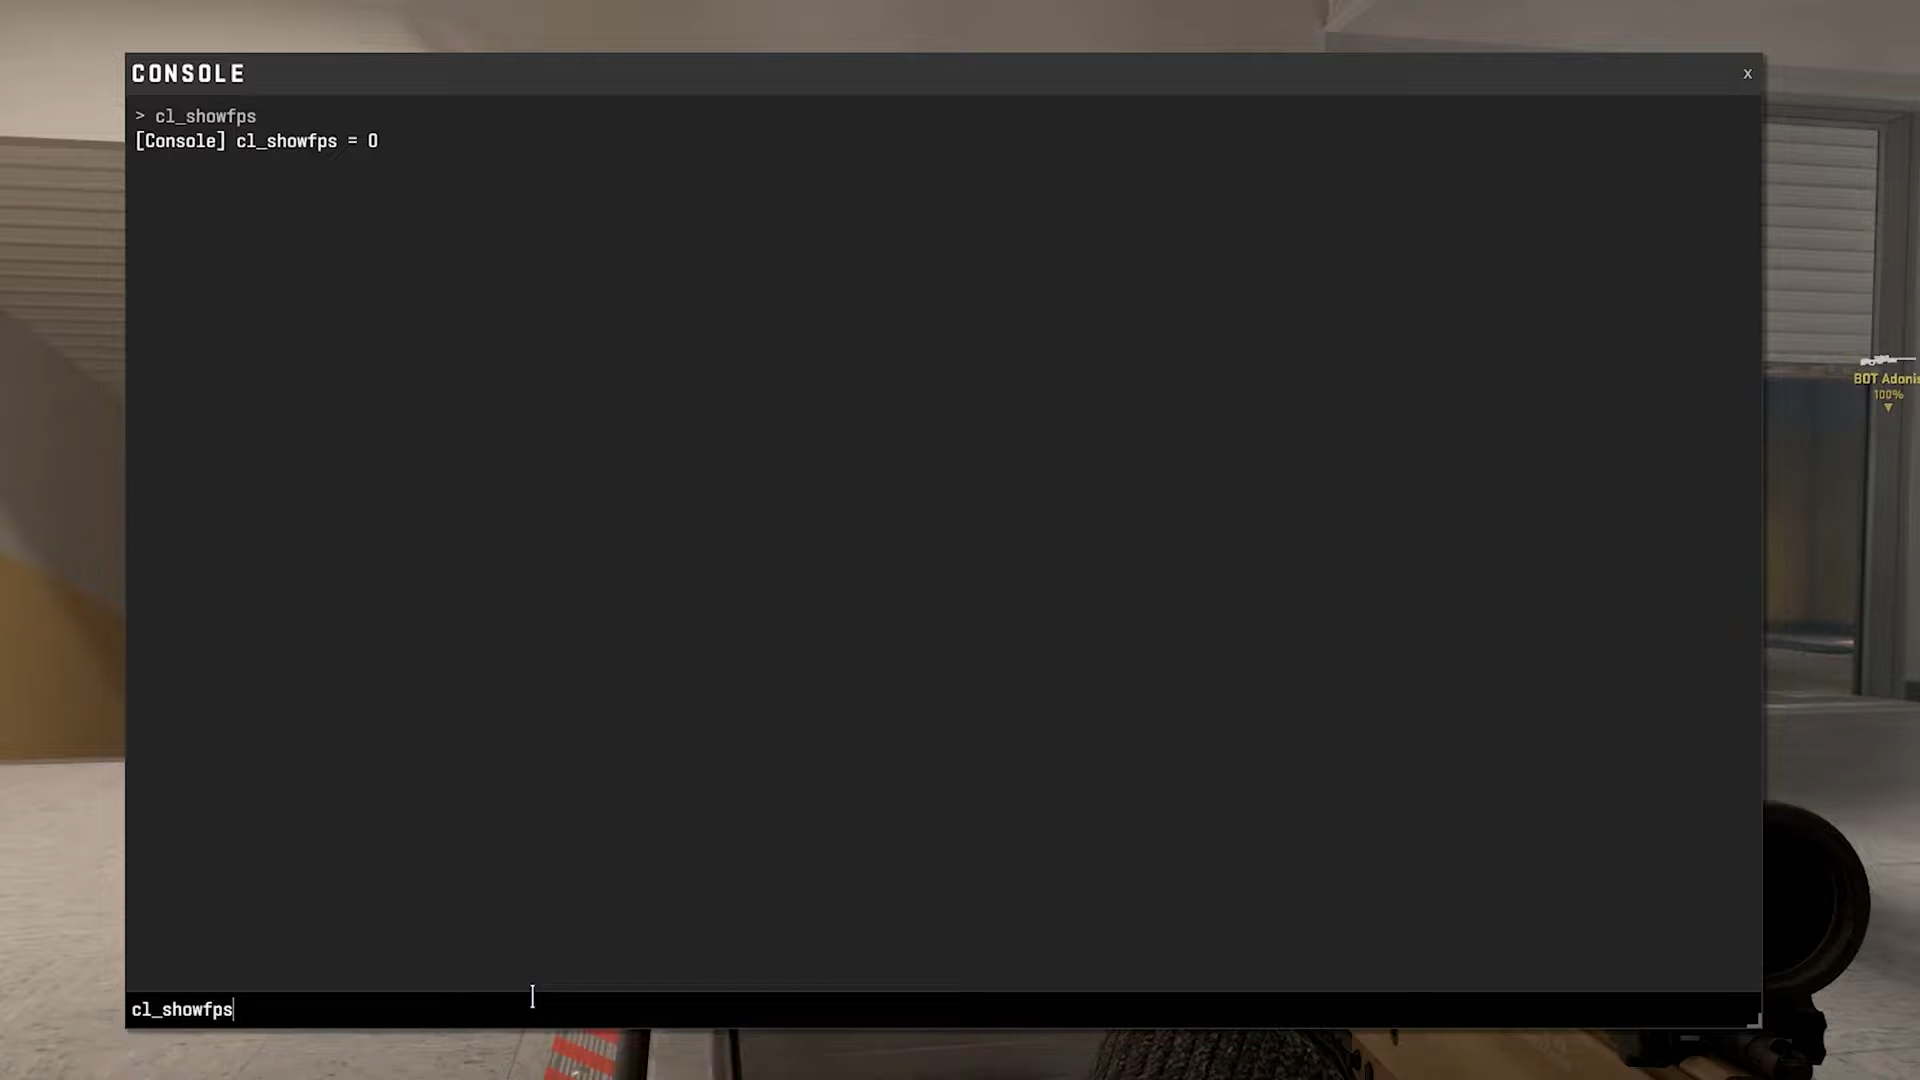 CONSOLE
x
> cl_showfps
[Console] cl_showfps = 0
BOT Adonis
100%
cl_showfps